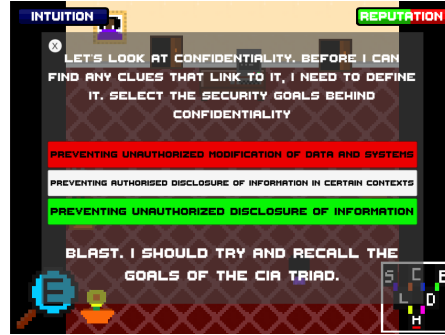 INTUITION
REPUTATION
X
LET'S LOOK AT CONFIDENTIALITY. BEFORE I CAN
FIND ANY CLUES THAT LINK TO IT, I NEED TO DEFINE
IT. SELECT THE SECURITY GOALS BEHIND
CONFIDENTIALITY
PREVENTING UNAUTHORIZED MODIFICATION OF DATA AND SYSTEMS
PREVENTING AUTHORISED DISCLOSURE OF INFORMATION IN CERTAIN CONTEXTS
PREVENTING UNAUTHORIZED DISCLOSURE OF INFORMATION
BLAST. I SHOULD TRY AND RECALL THE
GOALS OF THE CIA TRIAD.
E
S C E
L D
H